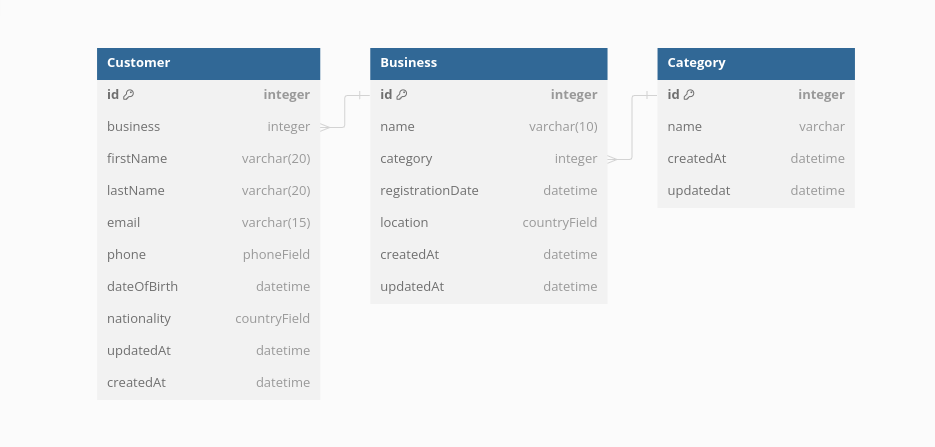 Customer
id integer
business integer
firstName varchar(20)
lastName varchar(20)
email varchar(15)
phone phoneField
dateOfBirth datetime
nationality countryField
updatedAt datetime
createdAt datetime
Business
id integer
name varchar(10)
category integer
registrationDate datetime
location countryField
createdAt datetime
updatedAt datetime
Category
id integer
name varchar
createdAt datetime
updatedat datetime